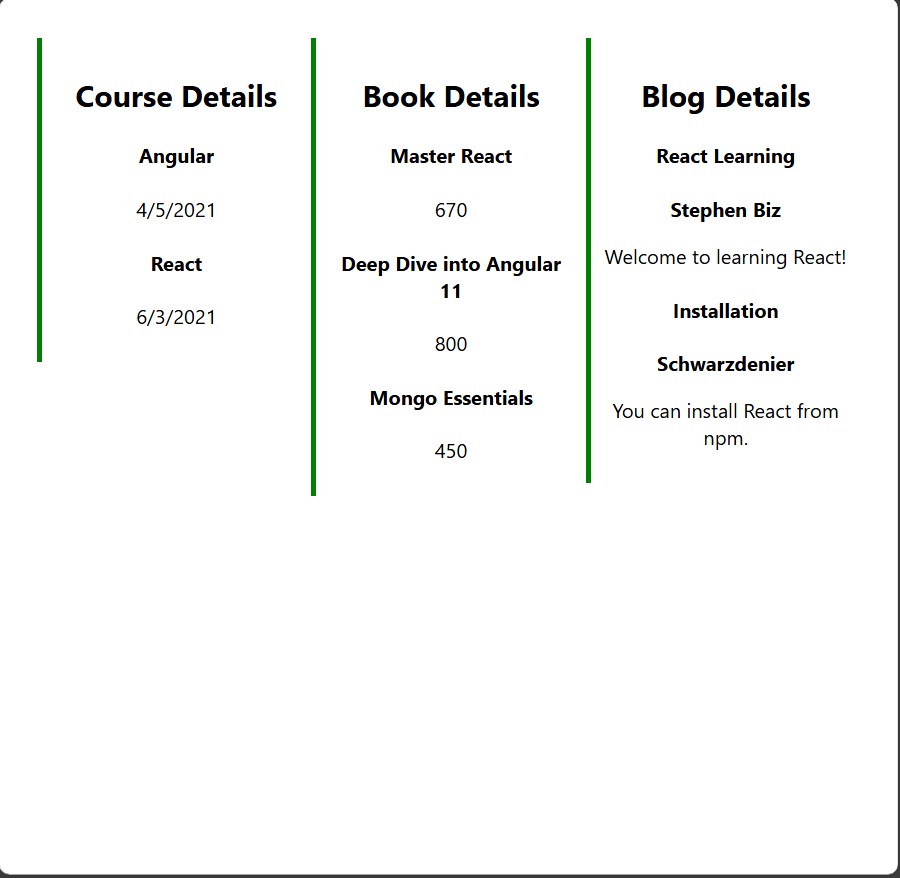 Course Details
Angular
4/5/2021
React
6/3/2021
Book Details
Master React
670
Deep Dive into Angular
11
800
Mongo Essentials
450
Blog Details
React Learning
Stephen Biz
Welcome to learning React!
Installation
Schwarzdenier
You can install React from
npm.